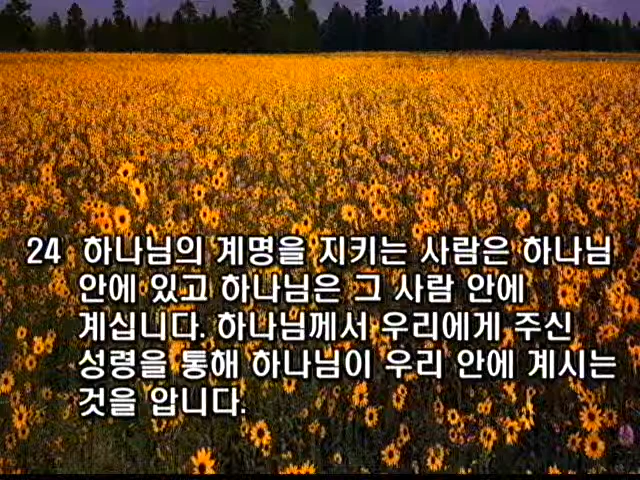 24 하나님의 계명을 지키는 사람은 하나님
안에 있고 하나님은 그 사람 안에
계십니다. 하나님께서 우리에게 주신
성령을 통해 하나님이 우리 안에 계시는
것을 압니다.